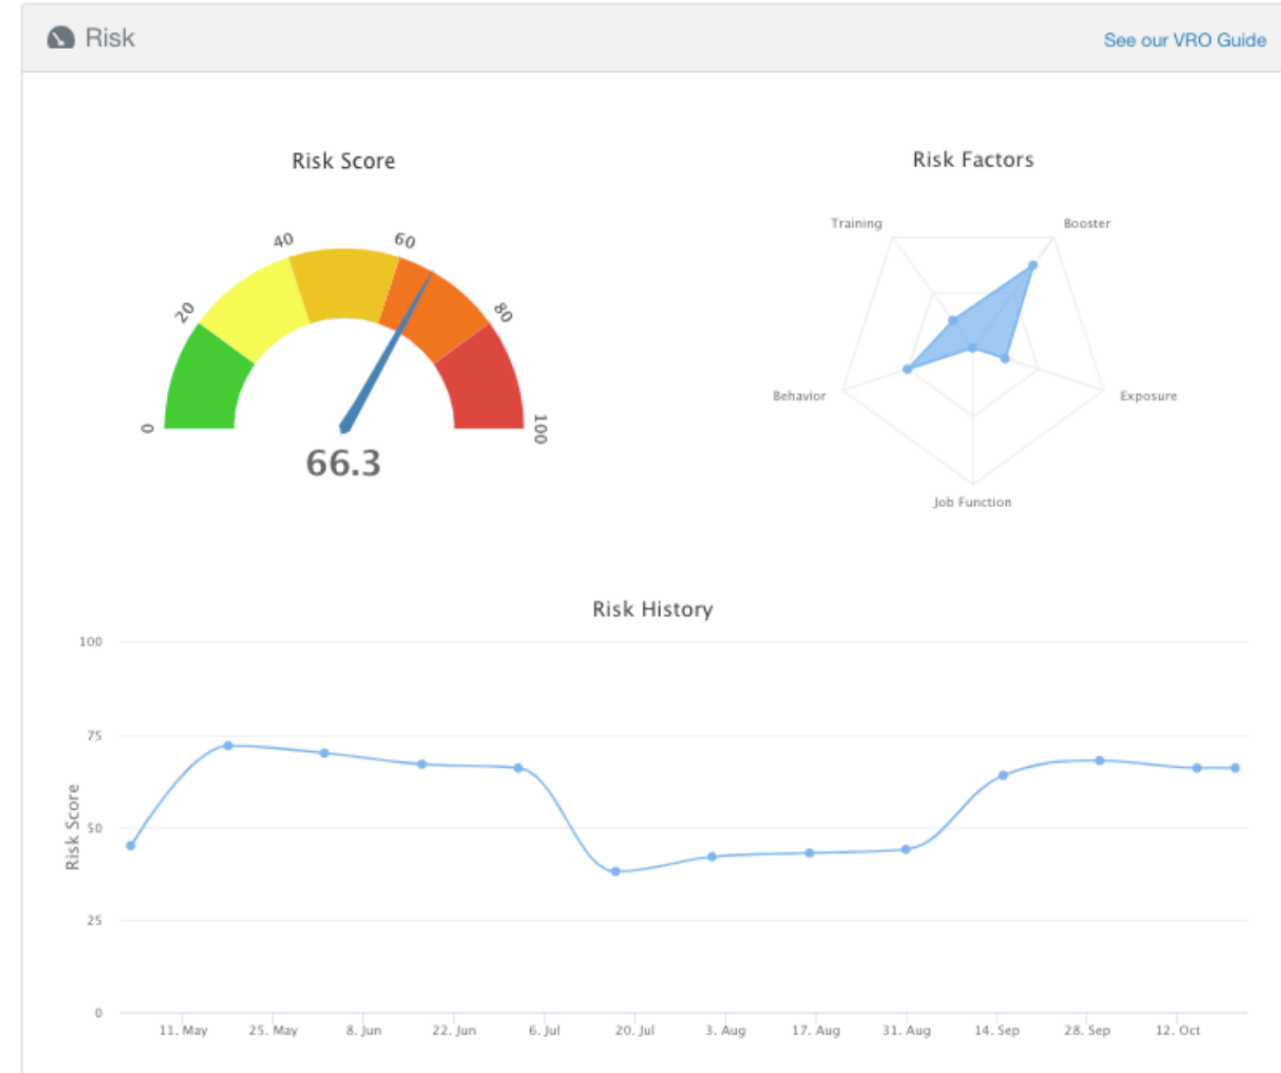 Risk
See our VRO Guide
Risk Score
Risk Factors
0
20
40
60
80
100
66.3
Training
Booster
Behavior
Exposure
Job Function
Risk History
Risk Score
100
75
50
25
0
11. May
25. May
8. Jun
22. Jun
6. Jul
20. Jul
3. Aug
17. Aug
31. Aug
14. Sep
28. Sep
12. Oct